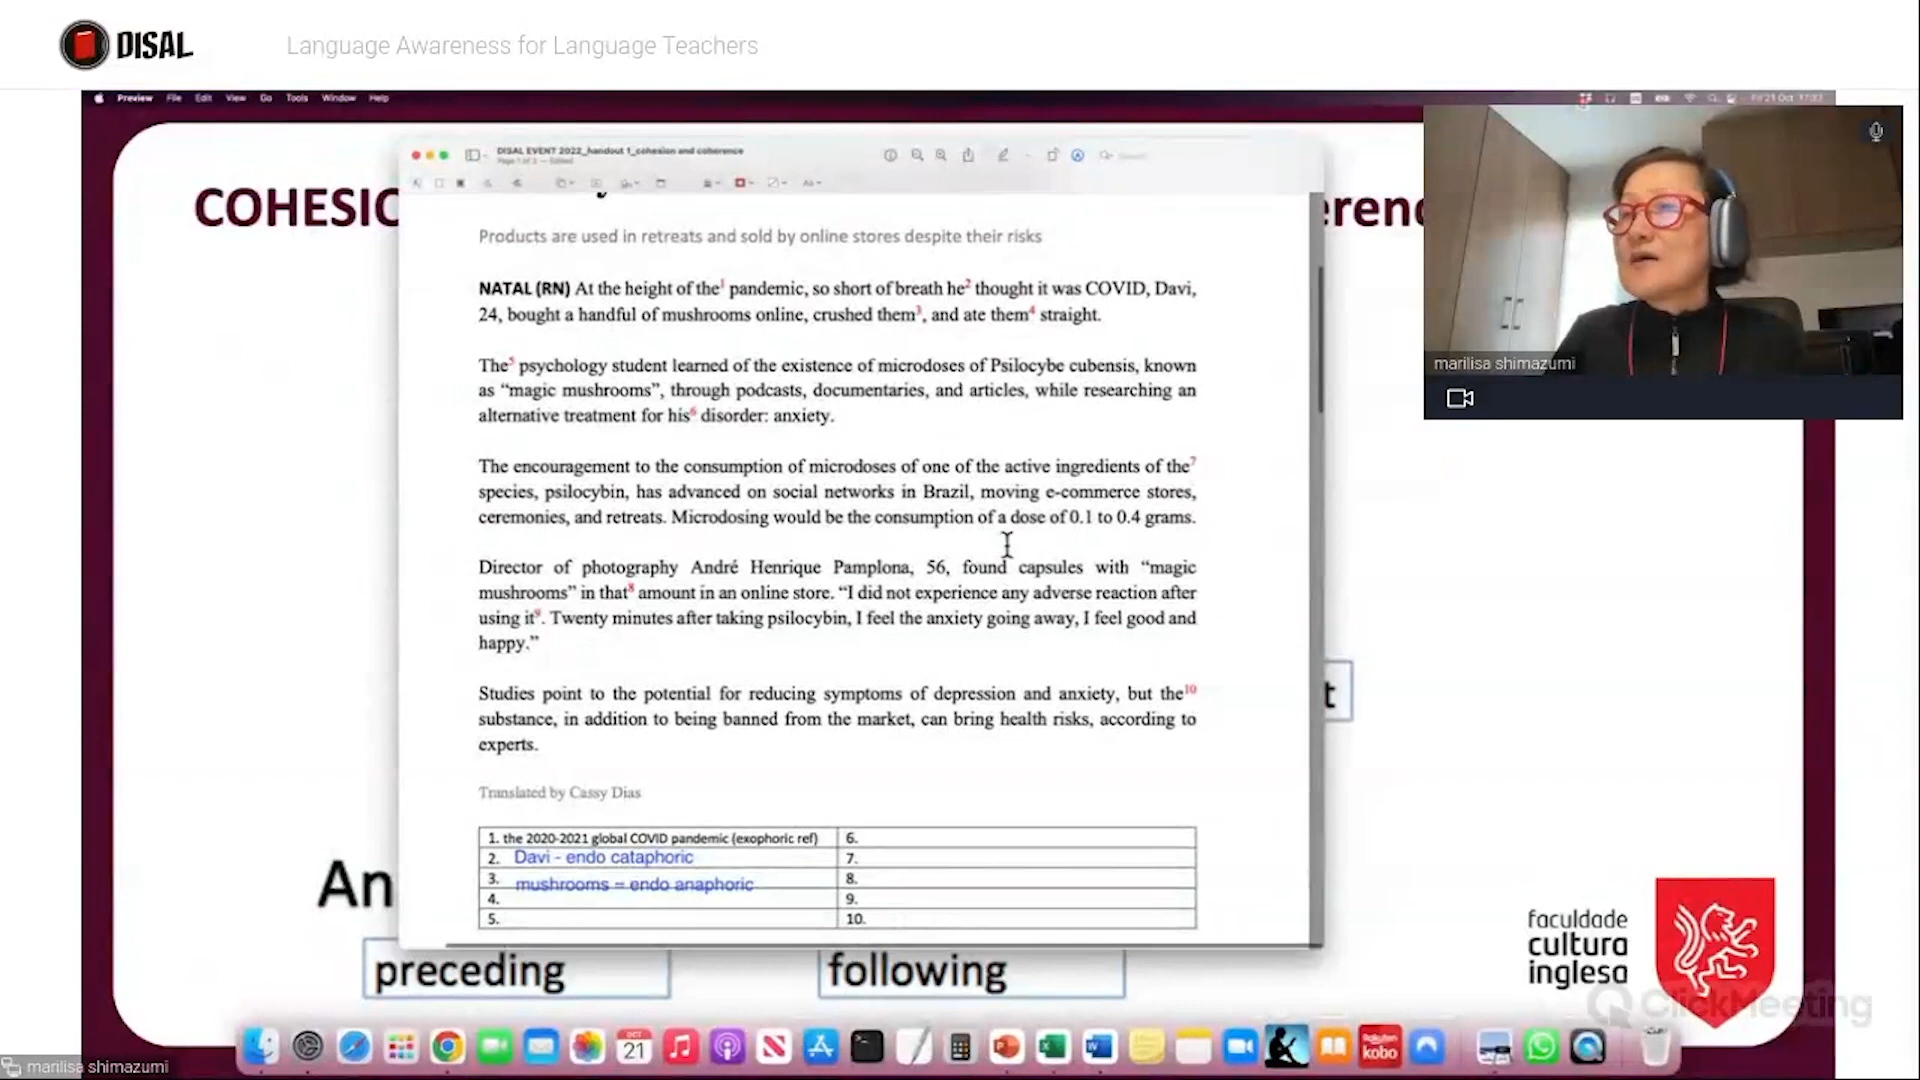 DISAL
Language Awareness for Language Teachers
Preview File Edit View Go Tools Window Help
DISAL EVENT 2022_handout 1_cohesion and coherence
COHESIC
erenc
Products are used in retreats and sold by online stores despite their risks
NATAL (RN) At the height of the¹ pandemic, so short of breath he² thought it was COVID, Davi,
24, bought a handful of mushrooms online, crushed them³, and ate them⁴ straight.
The⁵ psychology student learned of the existence of microdoses of Psilocybe cubensis, known
as “magic mushrooms”, through podcasts, documentaries, and articles, while researching an
alternative treatment for his⁶ disorder: anxiety.
The encouragement to the consumption of microdoses of one of the active ingredients of the⁷
species, psilocybin, has advanced on social networks in Brazil, moving e-commerce stores,
ceremonies, and retreats. Microdosing would be the consumption of a dose of 0.1 to 0.4 grams.
Director of photography André Henrique Pamplona, 56, found capsules with “magic
mushrooms” in that⁸ amount in an online store. “I did not experience any adverse reaction after
using it⁹. Twenty minutes after taking psilocybin, I feel the anxiety going away, I feel good and
happy.”
Studies point to the potential for reducing symptoms of depression and anxiety, but the¹⁰
substance, in addition to being banned from the market, can bring health risks, according to
experts.
Translated by Cassy Dias
1. the 2020-2021 global COVID pandemic (exophoric ref) 6.
2. Davi - endo cataphoric 7.
3. mushrooms = endo anaphoric 8.
4. 9.
5. 10.
An
t
preceding
following
marilisa shimazumi
faculdade
cultura
inglesa
ClickMeeting
OCT
21
Rakuten
kobo
marilisa shimazumi